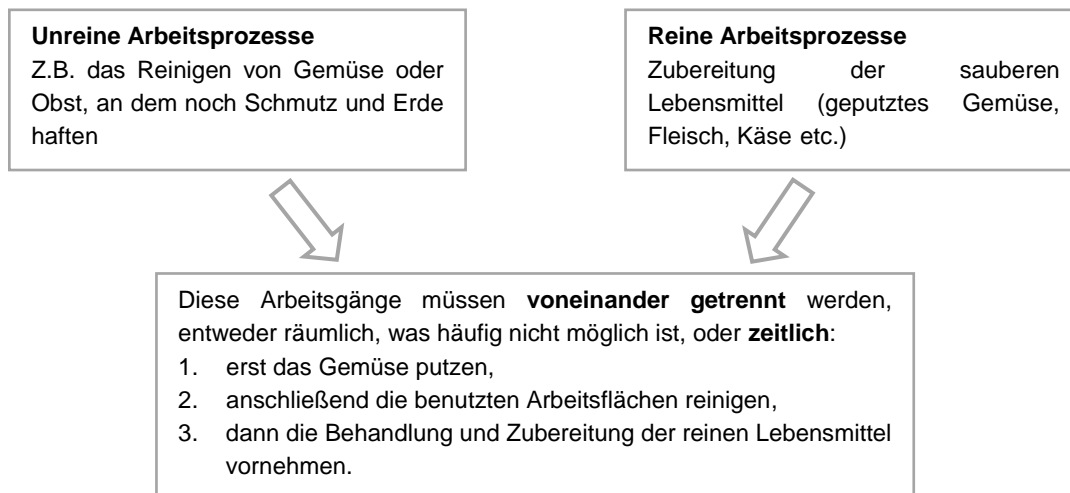 Unreine Arbeitsprozesse
Z.B. das Reinigen von Gemüse oder
Obst, an dem noch Schmutz und Erde
haften
Reine Arbeitsprozesse
Zubereitung der sauberen
Lebensmittel (geputztes Gemüse,
Fleisch, Käse etc.)
Diese Arbeitsgänge müssen voneinander getrennt werden,
entweder räumlich, was häufig nicht möglich ist, oder zeitlich:
1. erst das Gemüse putzen,
2. anschließend die benutzten Arbeitsflächen reinigen,
3. dann die Behandlung und Zubereitung der reinen Lebensmittel
vornehmen.